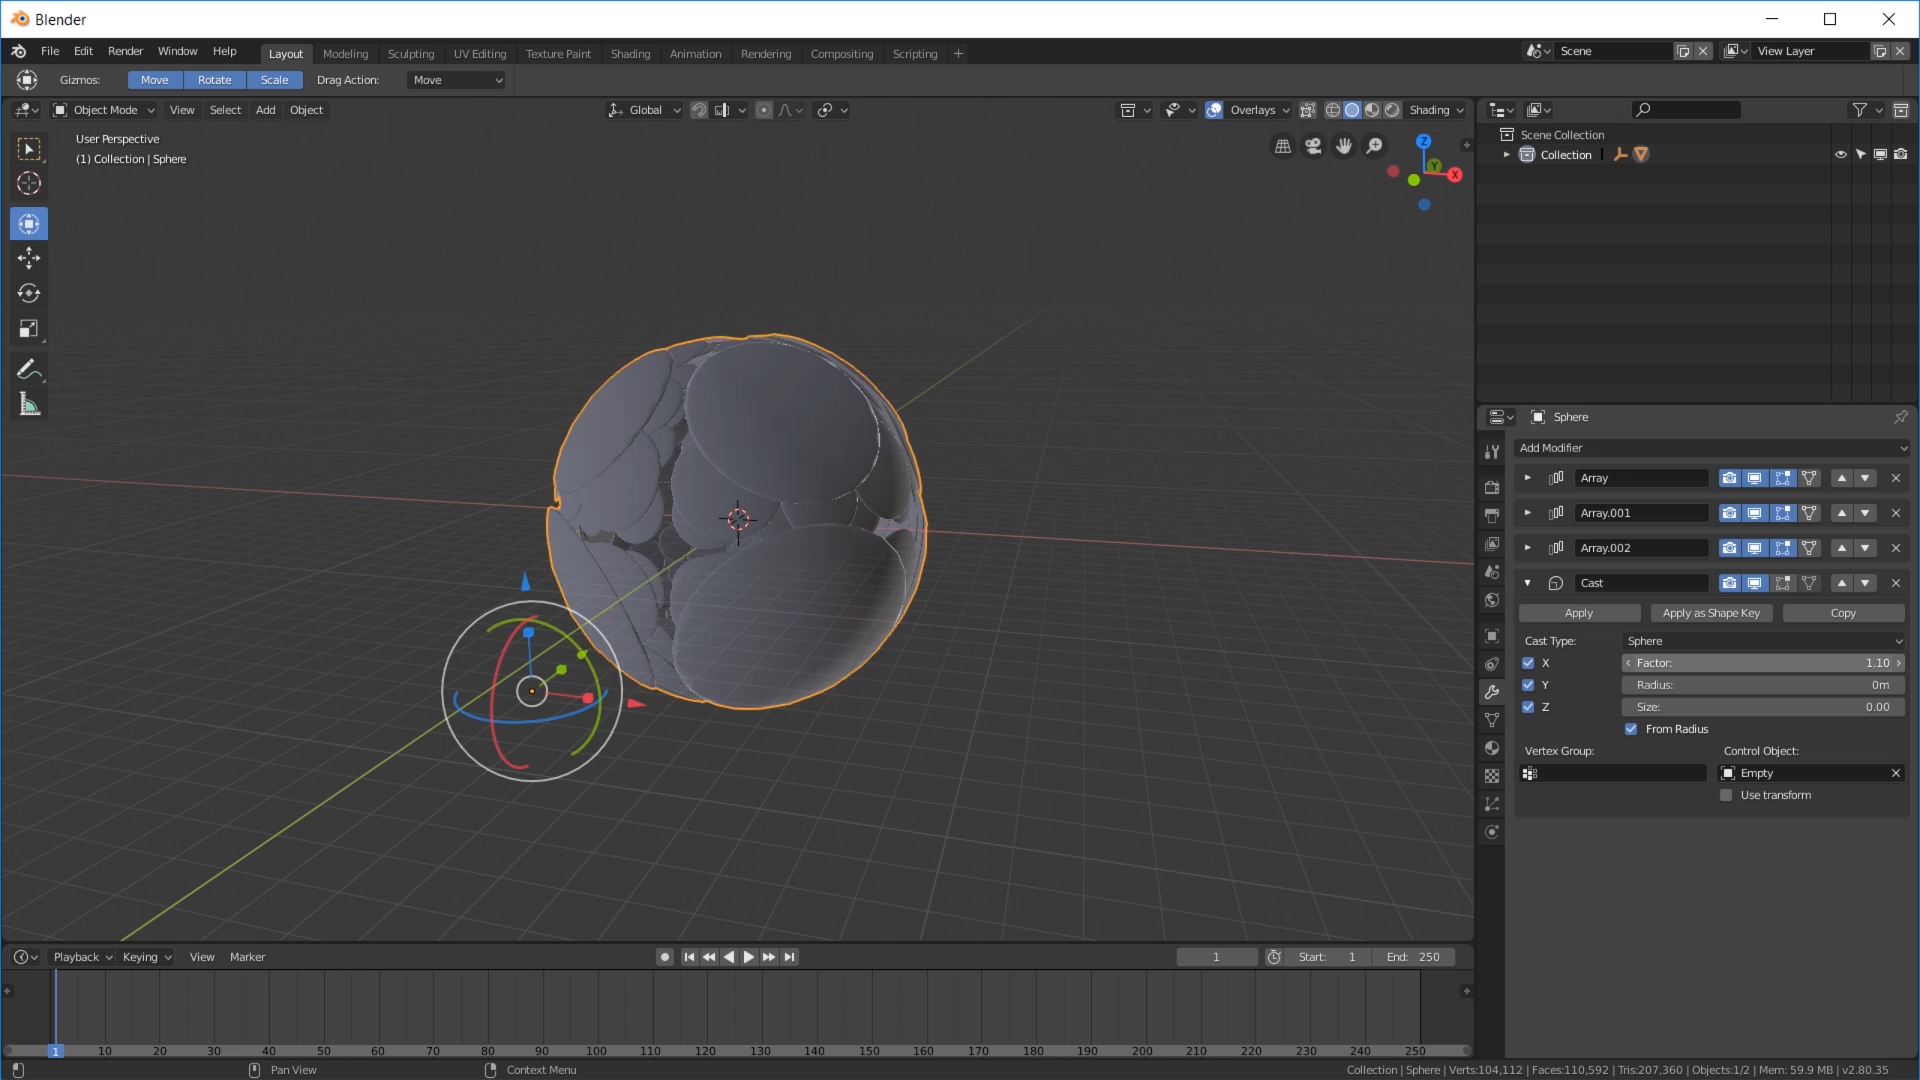 Blender
File Edit Render Window Help Layout Modeling Sculpting UV Editing Texture Paint Shading Animation Rendering Compositing Scripting + Scene View Layer
Gizmos: Move Rotate Scale Drag Action: Move
Object Mode View Select Add Object Global Overlays Shading
User Perspective
(1) Collection | Sphere
Z
Y
X
Scene Collection
Collection
Sphere
Add Modifier
Array
Array.001
Array.002
Cast
Apply Apply as Shape Key Copy
Cast Type: Sphere
X Factor: 1.10
Y Radius: 0m
Z Size: 0.00
From Radius
Vertex Group: Control Object:
Empty
Use transform
Playback Keying View Marker 1 Start: 1 End: 250
1 10 20 30 40 50 60 70 80 90 100 110 120 130 140 150 160 170 180 190 200 210 220 230 240 250
Pan View Context Menu Collection | Sphere | Verts:104,112 | Faces:110,592 | Tris:207,360 | Objects:1/2 | Mem: 59.9 MB | v2.80.35